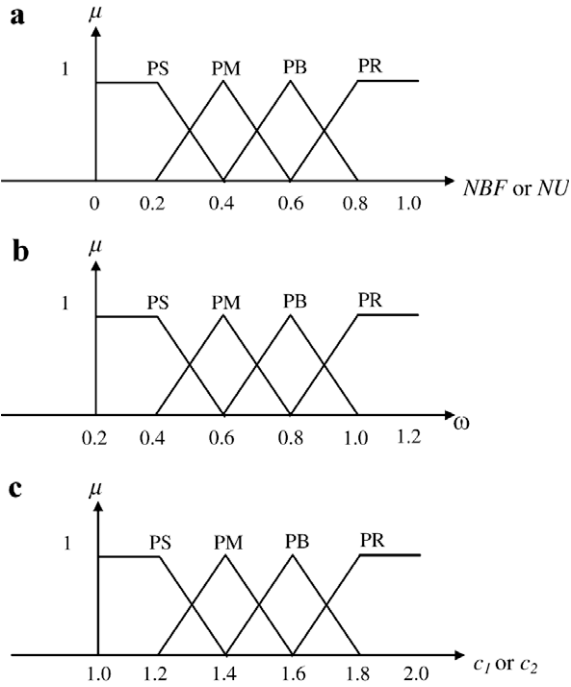 a
μ
1 PS PM PB PR
0 0.2 0.4 0.6 0.8 1.0 NBF or NU
b
μ
1 PS PM PB PR
0.2 0.4 0.6 0.8 1.0 1.2 ω
c
μ
1 PS PM PB PR
1.0 1.2 1.4 1.6 1.8 2.0 c₁ or c₂